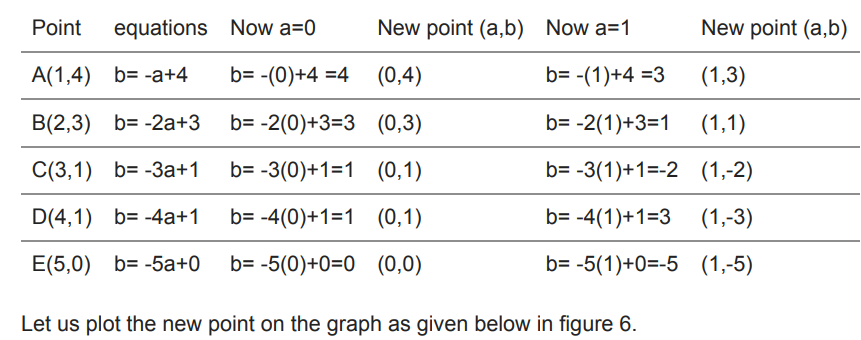 Point equations Now a=0 New point (a,b) Now a=1 New point (a,b)
A(1,4) b= -a+4 b= -(0)+4 =4 (0,4) b= -(1)+4 =3 (1,3)
B(2,3) b= -2a+3 b= -2(0)+3=3 (0,3) b= -2(1)+3=1 (1,1)
C(3,1) b= -3a+1 b= -3(0)+1=1 (0,1) b= -3(1)+1=-2 (1,-2)
D(4,1) b= -4a+1 b= -4(0)+1=1 (0,1) b= -4(1)+1=3 (1,-3)
E(5,0) b= -5a+0 b= -5(0)+0=0 (0,0) b= -5(1)+0=-5 (1,-5)
Let us plot the new point on the graph as given below in figure 6.